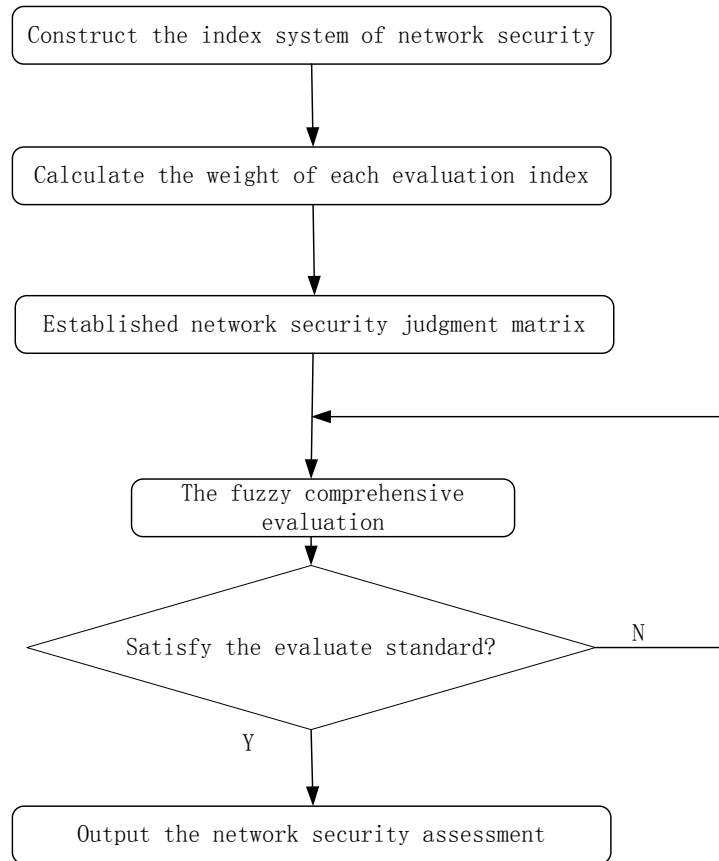 Construct the index system of network security
Calculate the weight of each evaluation index
Established network security judgment matrix
The fuzzy comprehensive
evaluation
Satisfy the evaluate standard?
N
Y
Output the network security assessment